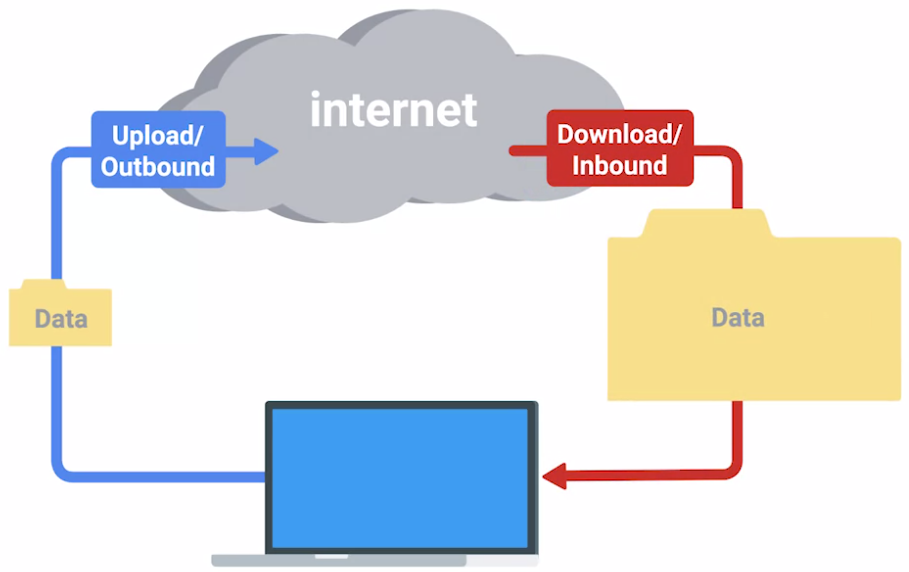 internet
Upload/
Outbound
Download/
Inbound
Data
Data